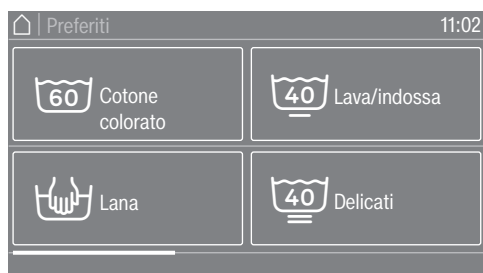 Preferiti
11:02
60 Cotone
colorato
40 Lava/indossa
Lana
40 Delicati